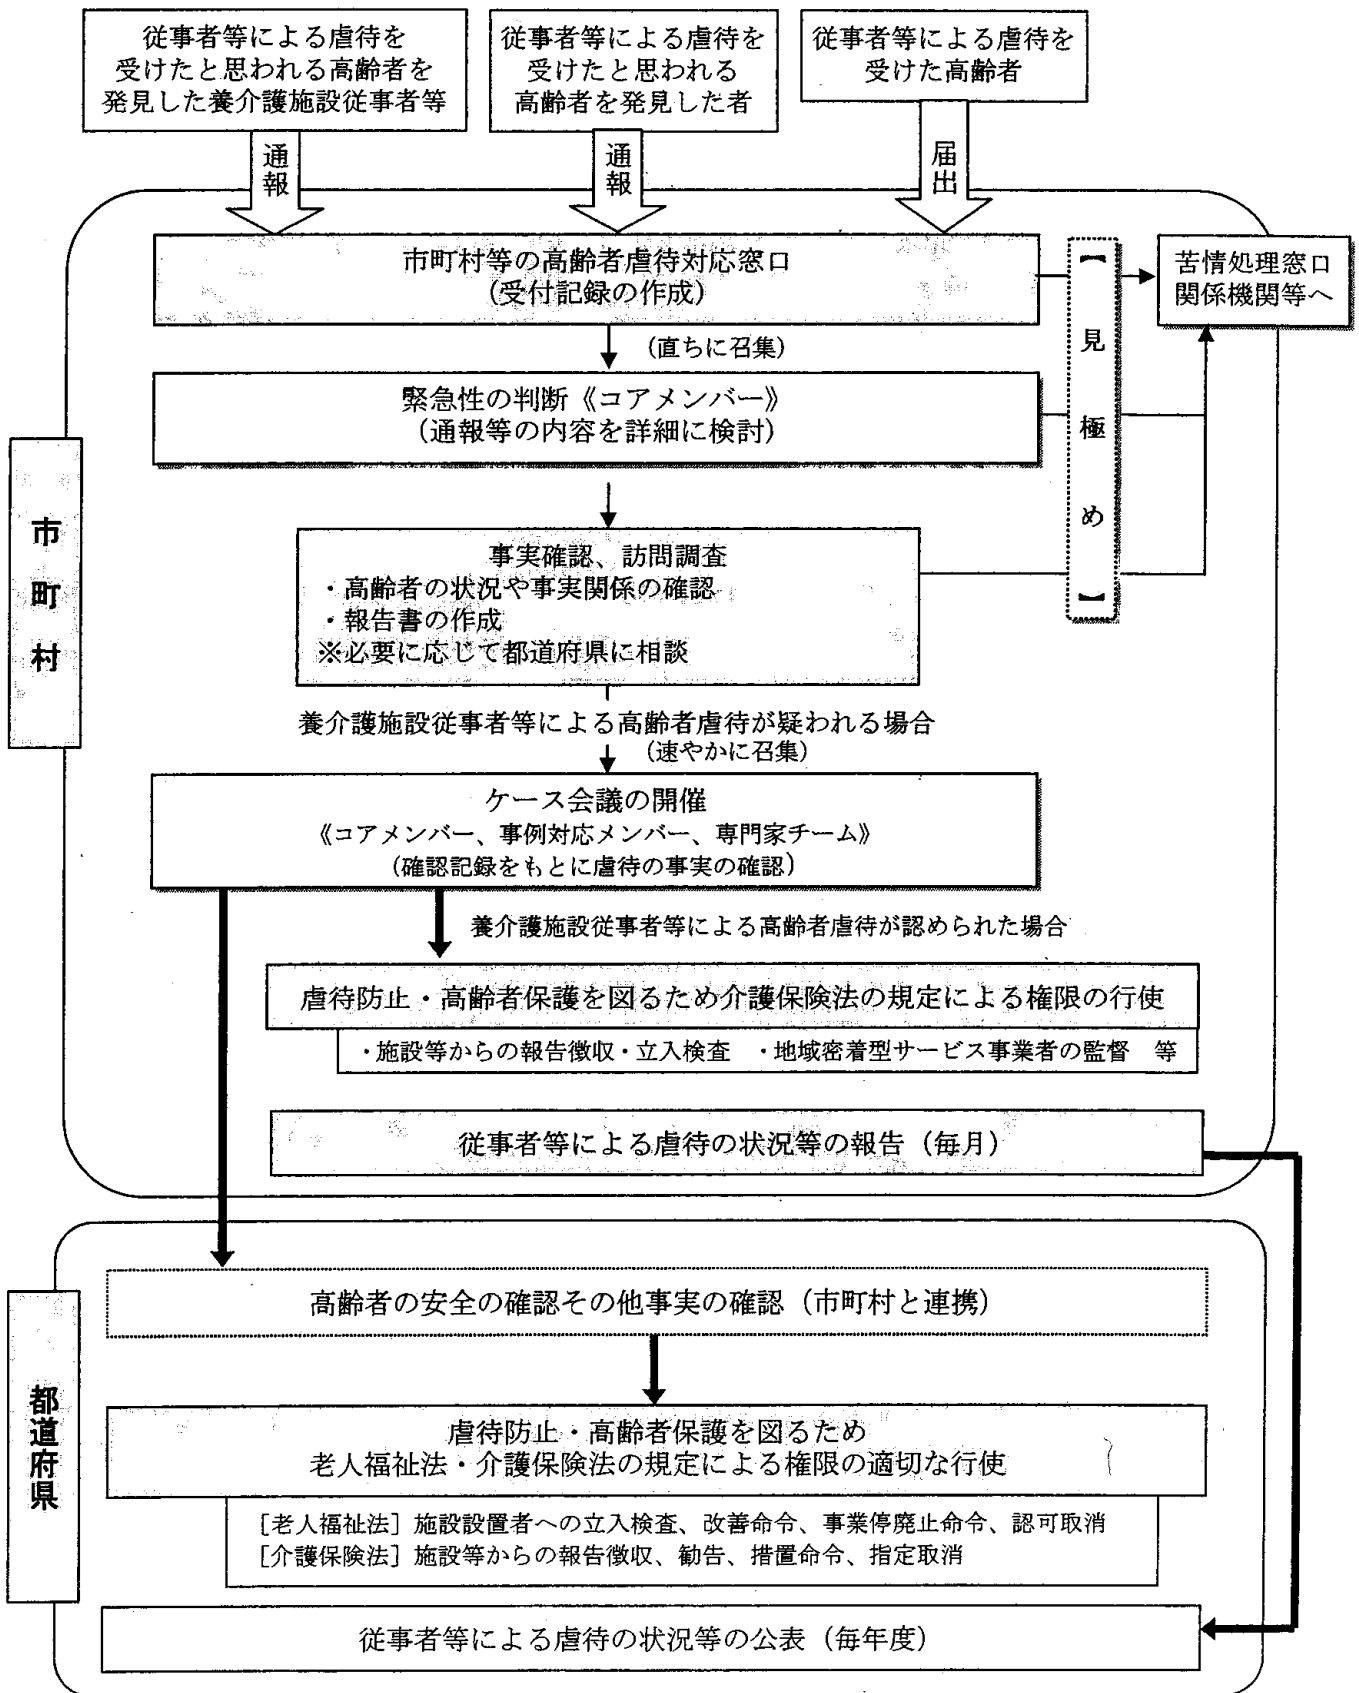 従事者等による虐待を
受けたと思われる高齢者を
発見した養介護施設従事者等
従事者等による虐待を
受けたと思われる
高齢者を発見した者
従事者等による虐待を
受けた高齢者
通報
通報
届出
市町村等の高齢者虐待対応窓口
(受付記録の作成)
【見極め】
苦情処理窓口
関係機関等へ
(直ちに召集)
緊急性の判断《コアメンバー》
(通報等の内容を詳細に検討)
市町村
事実確認、訪問調査
・高齢者の状況や事実関係の確認
・報告書の作成
※必要に応じて都道府県に相談
養介護施設従事者等による高齢者虐待が疑われる場合
(速やかに召集)
ケース会議の開催
《コアメンバー、事例対応メンバー、専門家チーム》
(確認記録をもとに虐待の事実の確認)
養介護施設従事者等による高齢者虐待が認められた場合
虐待防止・高齢者保護を図るため介護保険法の規定による権限の行使
・施設等からの報告徴収・立入検査　・地域密着型サービス事業者の監督　等
従事者等による虐待の状況等の報告（毎月）
都道府県
高齢者の安全の確認その他事実の確認（市町村と連携）
虐待防止・高齢者保護を図るため
老人福祉法・介護保険法の規定による権限の適切な行使
［老人福祉法］施設設置者への立入検査、改善命令、事業停廃止命令、認可取消
［介護保険法］施設等からの報告徴収、勧告、措置命令、指定取消
従事者等による虐待の状況等の公表（毎年度）